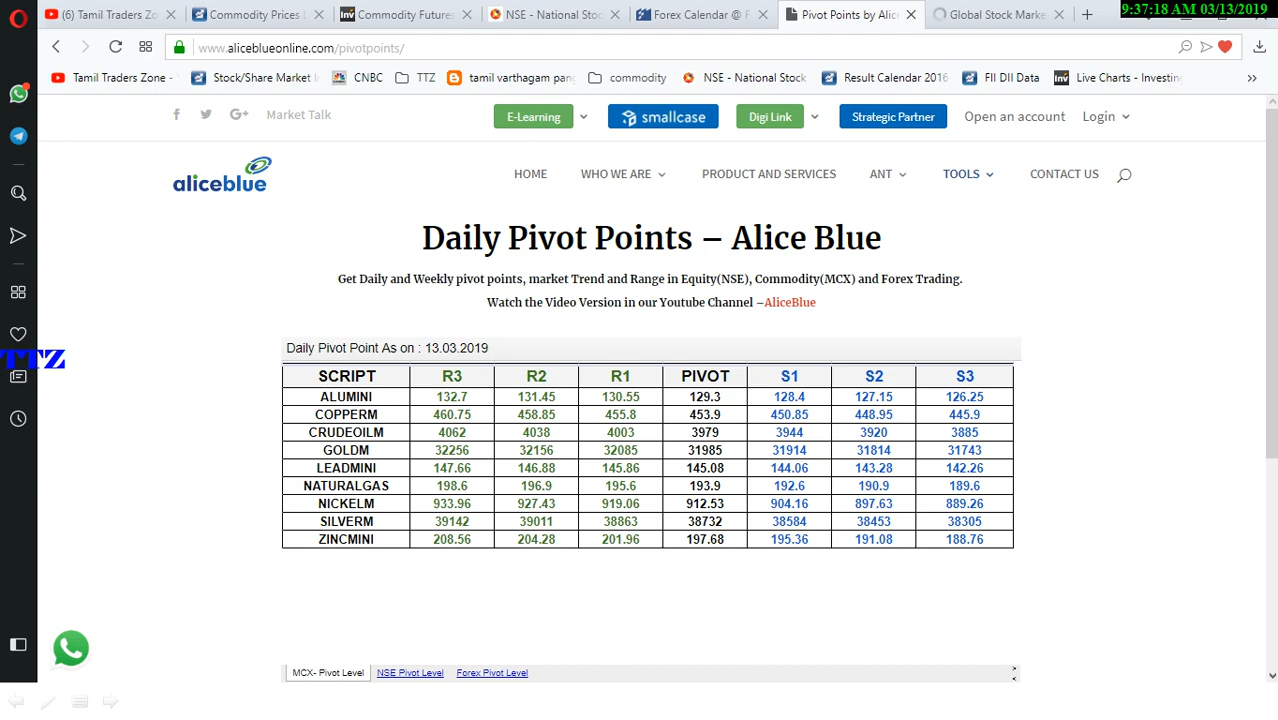 (6) Tamil Traders Zo
Commodity Prices L
Commodity Futures
NSE - National Stoc
Forex Calendar @ F
Pivot Points by Alice
Global Stock Marke
9:37:18 AM 03/13/2019
www.aliceblueonline.com/pivotpoints/
Tamil Traders Zone -
Stock/Share Market I
CNBC
TTZ
tamil varthagam pan
commodity
NSE - National Stock
Result Calendar 2016
FII DII Data
Live Charts - Investin
Market Talk
E-Learning
smallcase
Digi Link
Strategic Partner
Open an account
Login
aliceblue
HOME
WHO WE ARE
PRODUCT AND SERVICES
ANT
TOOLS
CONTACT US
Daily Pivot Points – Alice Blue
Get Daily and Weekly pivot points, market Trend and Range in Equity(NSE), Commodity(MCX) and Forex Trading.
Watch the Video Version in our Youtube Channel –AliceBlue
TTZ
Daily Pivot Point As on : 13.03.2019
SCRIPT R3 R2 R1 PIVOT S1 S2 S3
ALUMINI 132.7 131.45 130.55 129.3 128.4 127.15 126.25
COPPERM 460.75 458.85 455.8 453.9 450.85 448.95 445.9
CRUDEOILM 4062 4038 4003 3979 3944 3920 3885
GOLDM 32256 32156 32085 31985 31914 31814 31743
LEADMINI 147.66 146.88 145.86 145.08 144.06 143.28 142.26
NATURALGAS 198.6 196.9 195.6 193.9 192.6 190.9 189.6
NICKELM 933.96 927.43 919.06 912.53 904.16 897.63 889.26
SILVERM 39142 39011 38863 38732 38584 38453 38305
ZINCMINI 208.56 204.28 201.96 197.68 195.36 191.08 188.76
MCX- Pivot Level
NSE Pivot Level
Forex Pivot Level